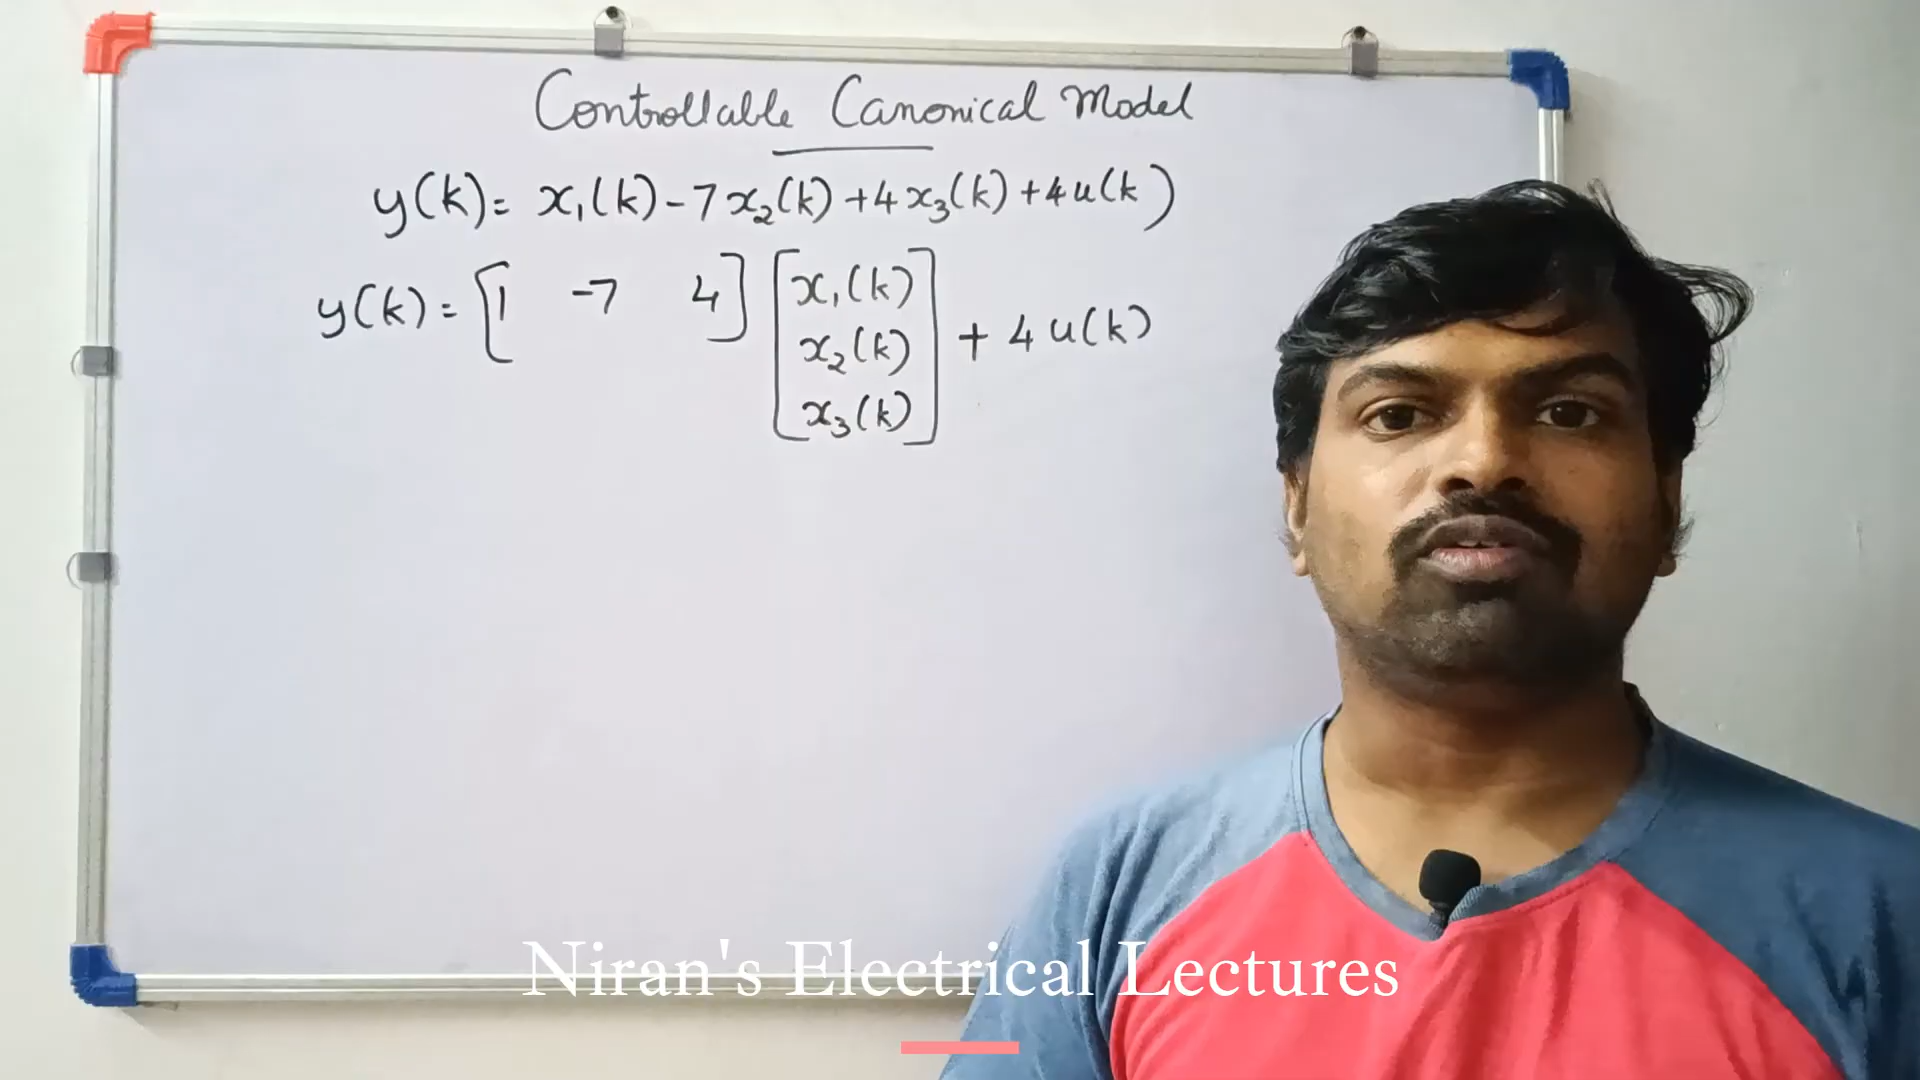 Controllable Canonical Model
y(k) = x₁(k) - 7x₂(k) + 4x₃(k) + 4u(k)
y(k) = [1 -7 4] [x₁(k) x₂(k) x₃(k)] + 4u(k)
Niran's Electrical Lectures